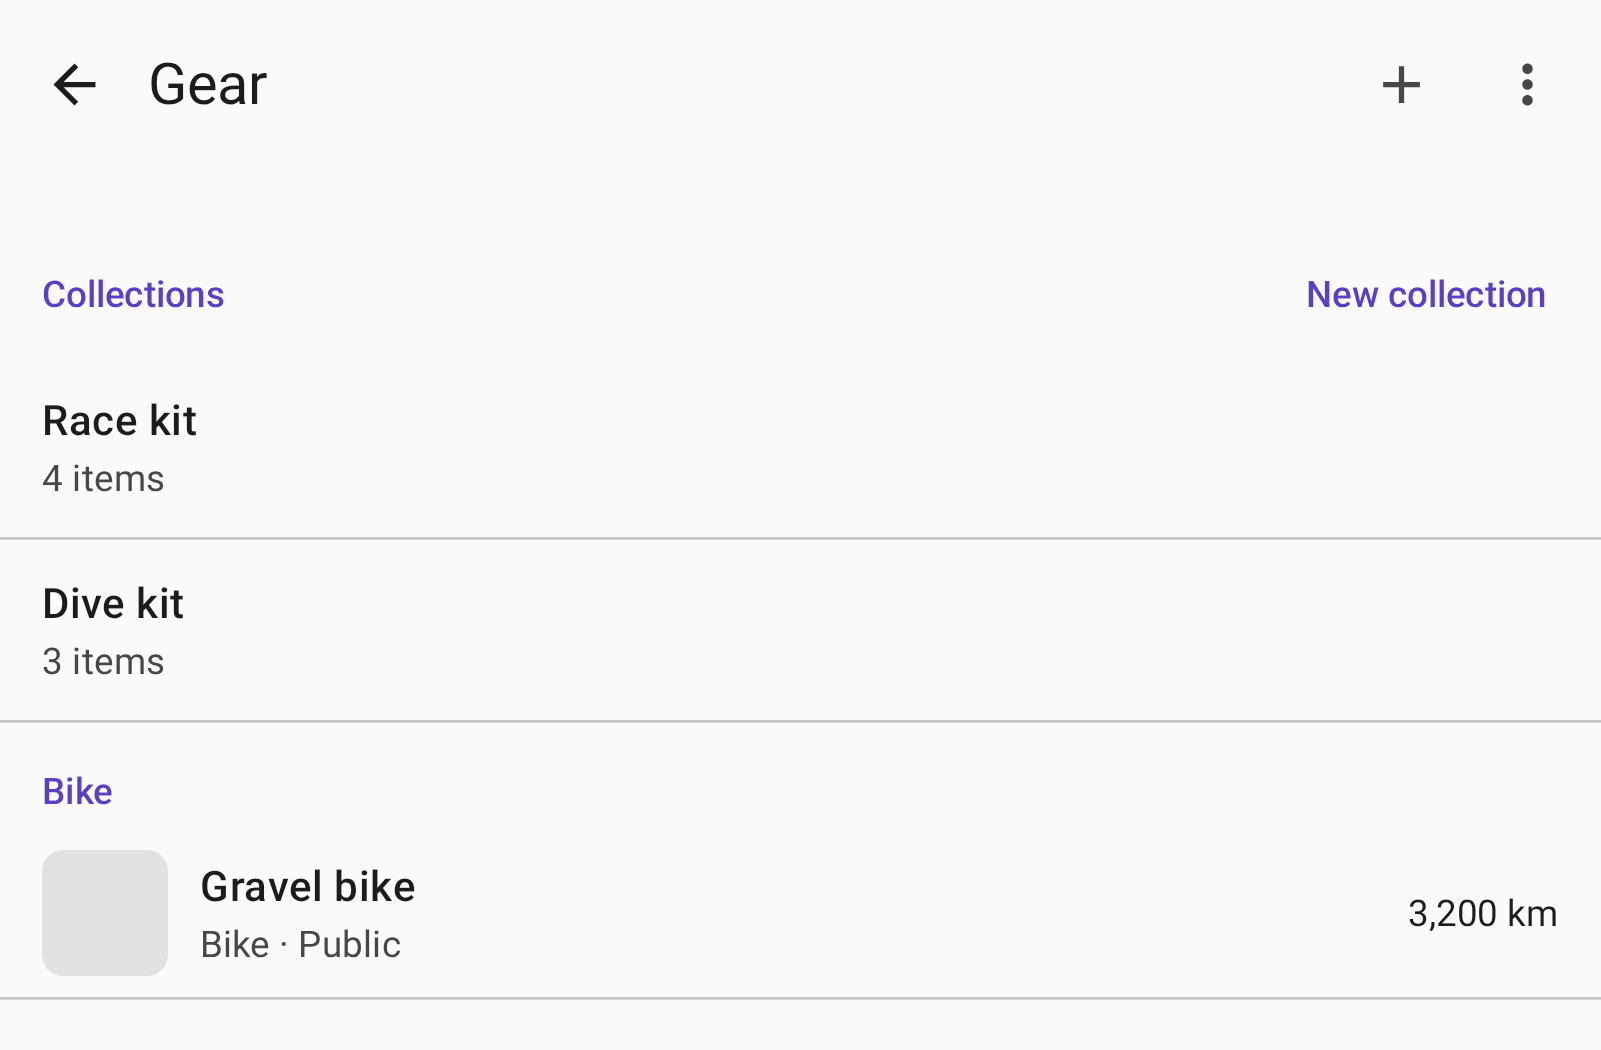 Gear
Collections
New collection
Race kit
4 items
Dive kit
3 items
Bike
Gravel bike
Bike · Public
3,200 km